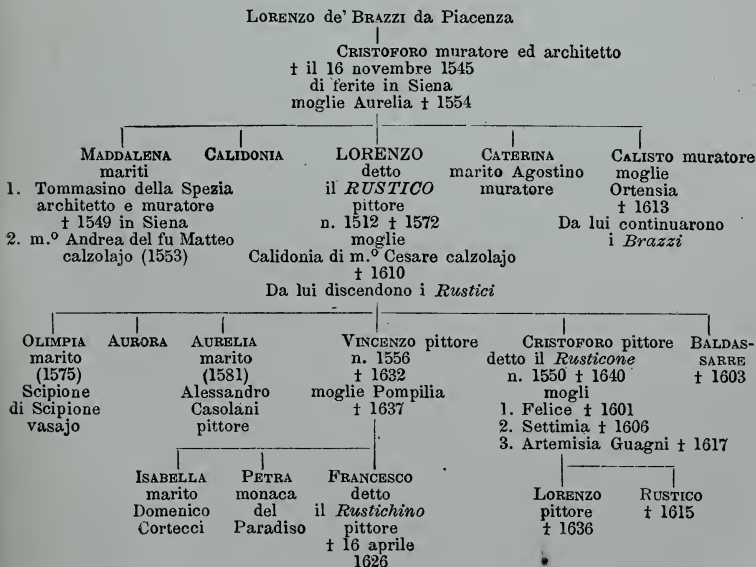 LORENZO de' BRAZZI da Piacenza
CRISTOFORO muratore ed architetto
† il 16 novembre 1545
di ferite in Siena
moglie Aurelia † 1554
MADDALENA
mariti
1. Tommasino della Spezia
architetto e muratore
† 1549 in Siena
2. m.º Andrea del fu Matteo
calzolajo (1553)
CALIDONIA
LORENZO
detto
il RUSTICO
pittore
n. 1512 † 1572
moglie
Calidonia di m.º Cesare calzolajo
† 1610
Da lui discendono i Rustici
CATERINA
marito Agostino
muratore
CALISTO muratore
moglie
Ortensia
† 1613
Da lui continuarono
i Brazzi
OLIMPIA
marito
(1575)
Scipione
di Scipione
vasajo
AURORA
AURELIA
marito
(1581)
Alessandro
Casolani
pittore
VINCENZO pittore
n. 1556
† 1632
moglie Pompilia
† 1637
CRISTOFORO pittore
detto il Rusticone
n. 1550 † 1640
mogli
1. Felice † 1601
2. Settimia † 1606
3. Artemisia Guagni † 1617
BALDAS-
SARRE
† 1603
ISABELLA
marito
Domenico
Cortecci
PETRA
monaca
del
Paradiso
FRANCESCO
detto
il Rustichino
pittore
† 16 aprile
1626
LORENZO
pittore
† 1636
RUSTICO
† 1615